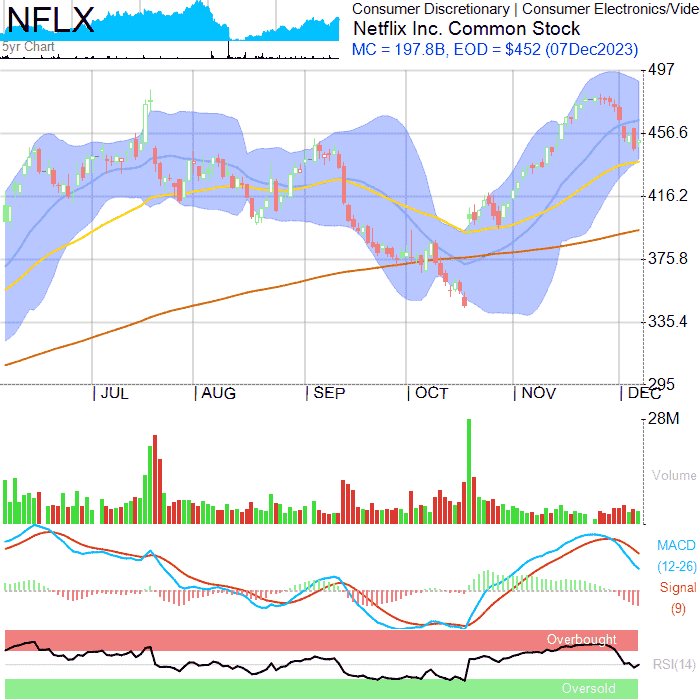 NFLX
5yr Chart
Consumer Discretionary | Consumer Electronics/Vide
Netflix Inc. Common Stock
MC = 197.8B, EOD = $452 (07Dec2023)
497
456.6
416.2
375.8
335.4
295
JUL AUG SEP OCT NOV DEC
28M
Volume
MACD
(12-26)
Signal
(9)
Overbought
RSI(14)
Oversold